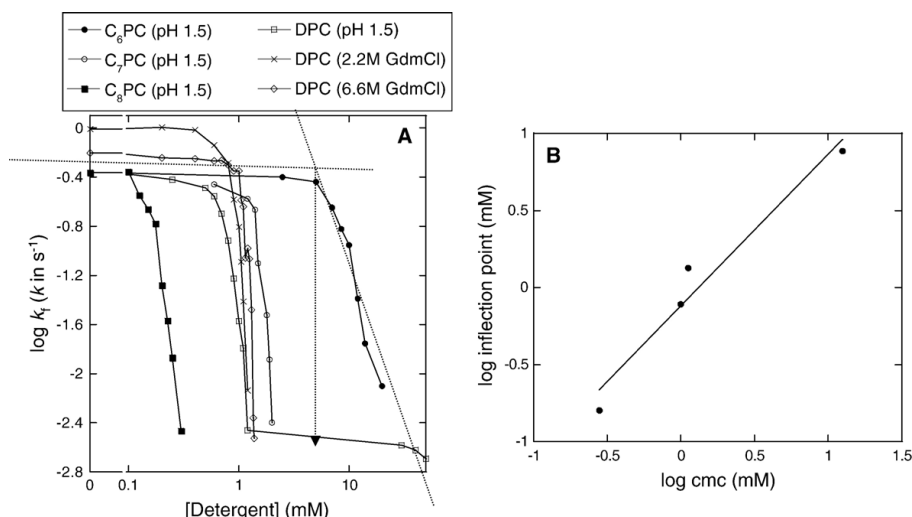 C₆PC (pH 1.5)
DPC (pH 1.5)
C₇PC (pH 1.5)
DPC (2.2M GdmCl)
C₈PC (pH 1.5)
DPC (6.6M GdmCl)
A
0
-0.4
-0.8
-1.2
-1.6
-2
-2.4
-2.8
log kf (k in s⁻¹)
0 0.1 1 10
[Detergent] (mM)
B
1
0.5
0
-0.5
-1
log inflection point (mM)
-1 -0.5 0 0.5 1 1.5
log cmc (mM)